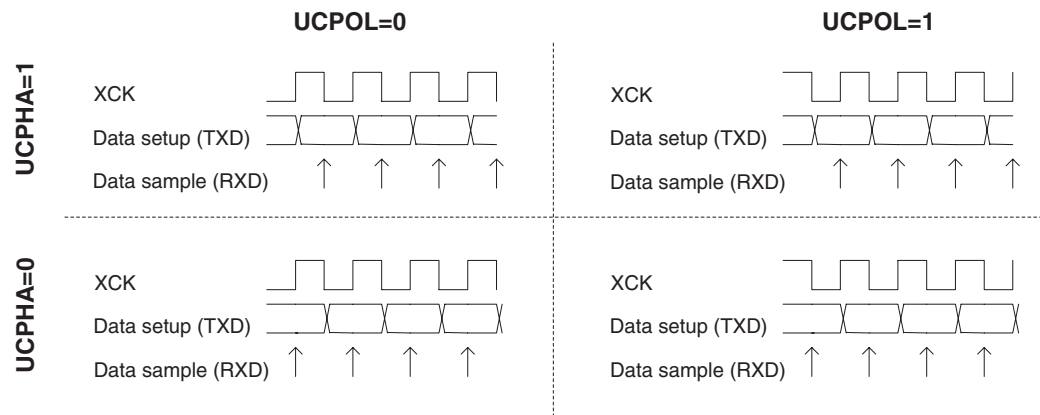 UCPOL=0
UCPOL=1
UCPHA=1
XCK
Data setup (TXD)
Data sample (RXD)
XCK
Data setup (TXD)
Data sample (RXD)
UCPHA=0
XCK
Data setup (TXD)
Data sample (RXD)
XCK
Data setup (TXD)
Data sample (RXD)